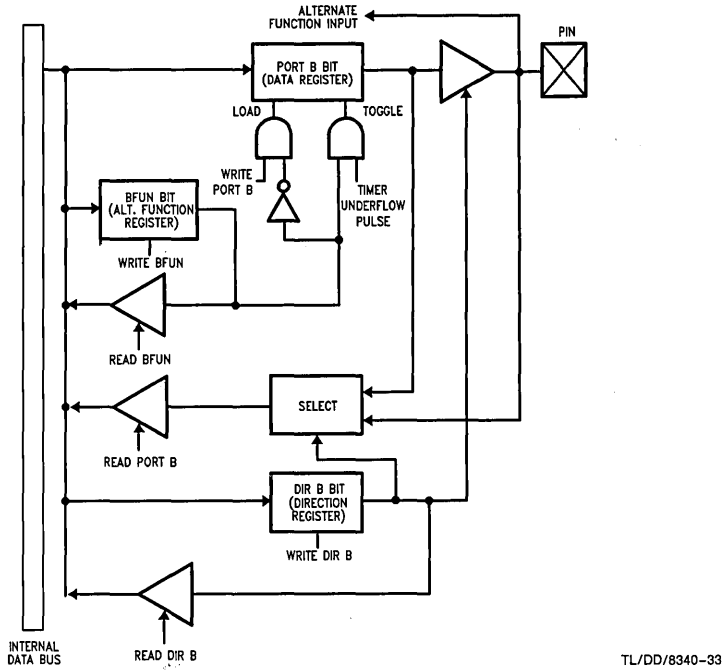 ALTERNATE
FUNCTION INPUT
PIN
PORT B BIT
(DATA REGISTER)
LOAD
TOGGLE
WRITE
PORT B
TIMER
UNDERFLOW
PULSE
BFUN BIT
(ALT. FUNCTION
REGISTER)
WRITE BFUN
READ BFUN
SELECT
READ PORT B
DIR B BIT
(DIRECTION
REGISTER)
WRITE DIR B
READ DIR B
INTERNAL
DATA BUS
TL/DD/8340-33